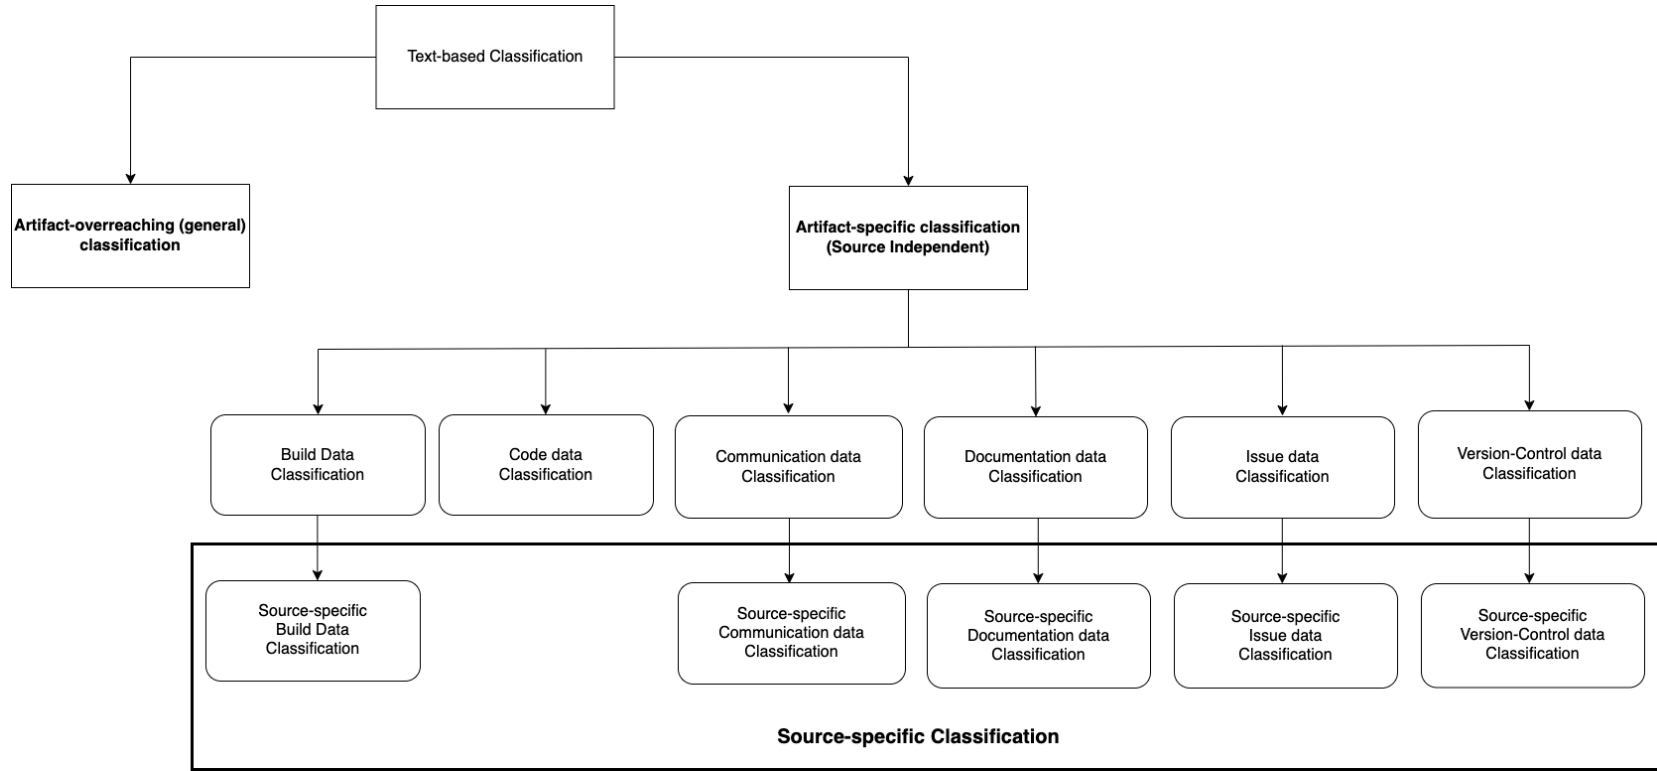 Text-based Classification
Artifact-overreaching (general)
classification
Artifact-specific classification
(Source Independent)
Build Data
Classification
Code data
Classification
Communication data
Classification
Documentation data
Classification
Issue data
Classification
Version-Control data
Classification
Source-specific
Build Data
Classification
Source-specific
Communication data
Classification
Source-specific
Documentation data
Classification
Source-specific
Issue data
Classification
Source-specific
Version-Control data
Classification
Source-specific Classification